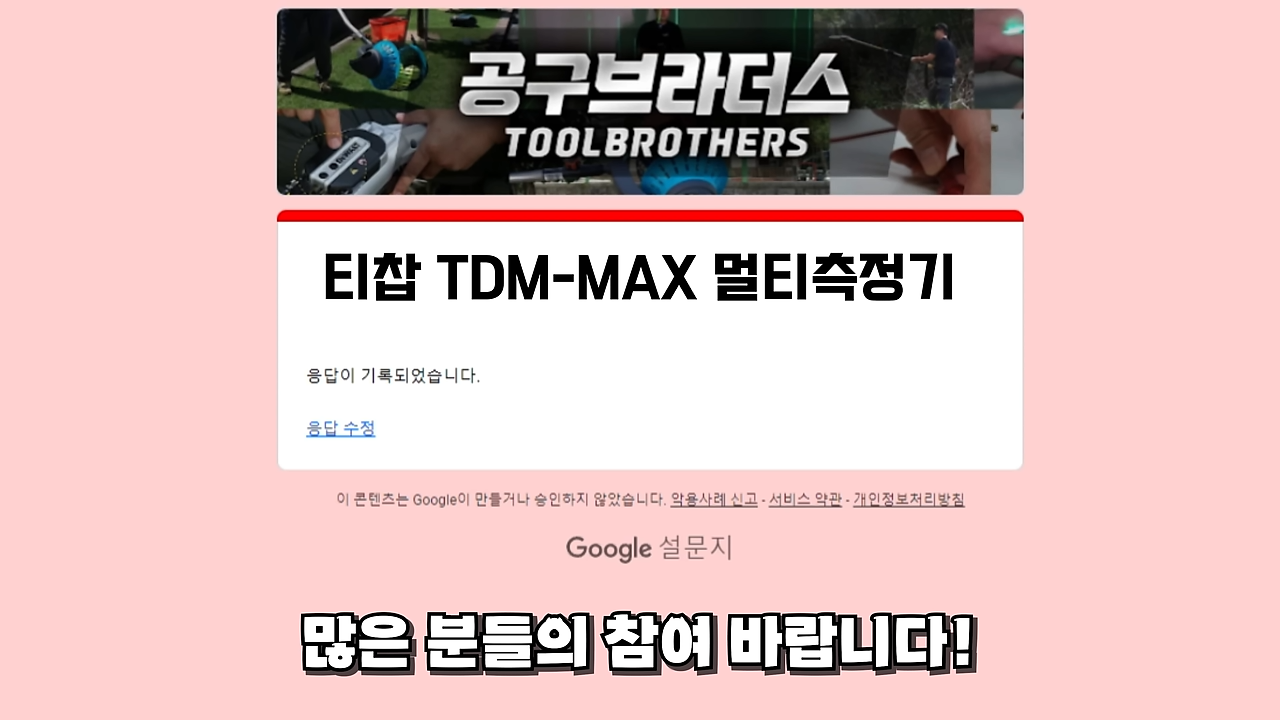 공구브라더스
TOOLBROTHERS
티찹 TDM-MAX 멀티측정기
응답이 기록되었습니다.
응답 수정
이 콘텐츠는 Google이 만들거나 승인하지 않았습니다. 악용사례 신고 - 서비스 약관 - 개인정보처리방침
Google 설문지
많은 분들의 참여 바랍니다!